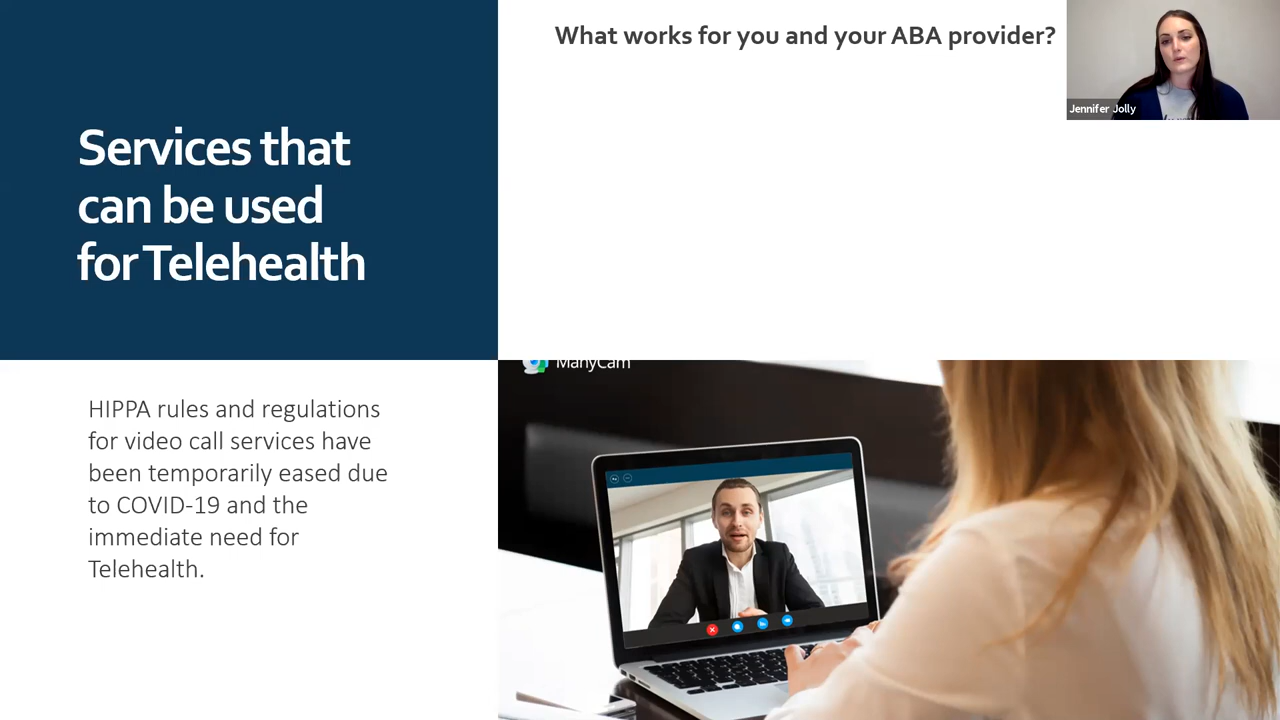 What works for you and your ABA provider?
Jennifer Jolly
Services that
can be used
for Telehealth
ManyCam
HIPPA rules and regulations
for video call services have
been temporarily eased due
to COVID-19 and the
immediate need for
Telehealth.